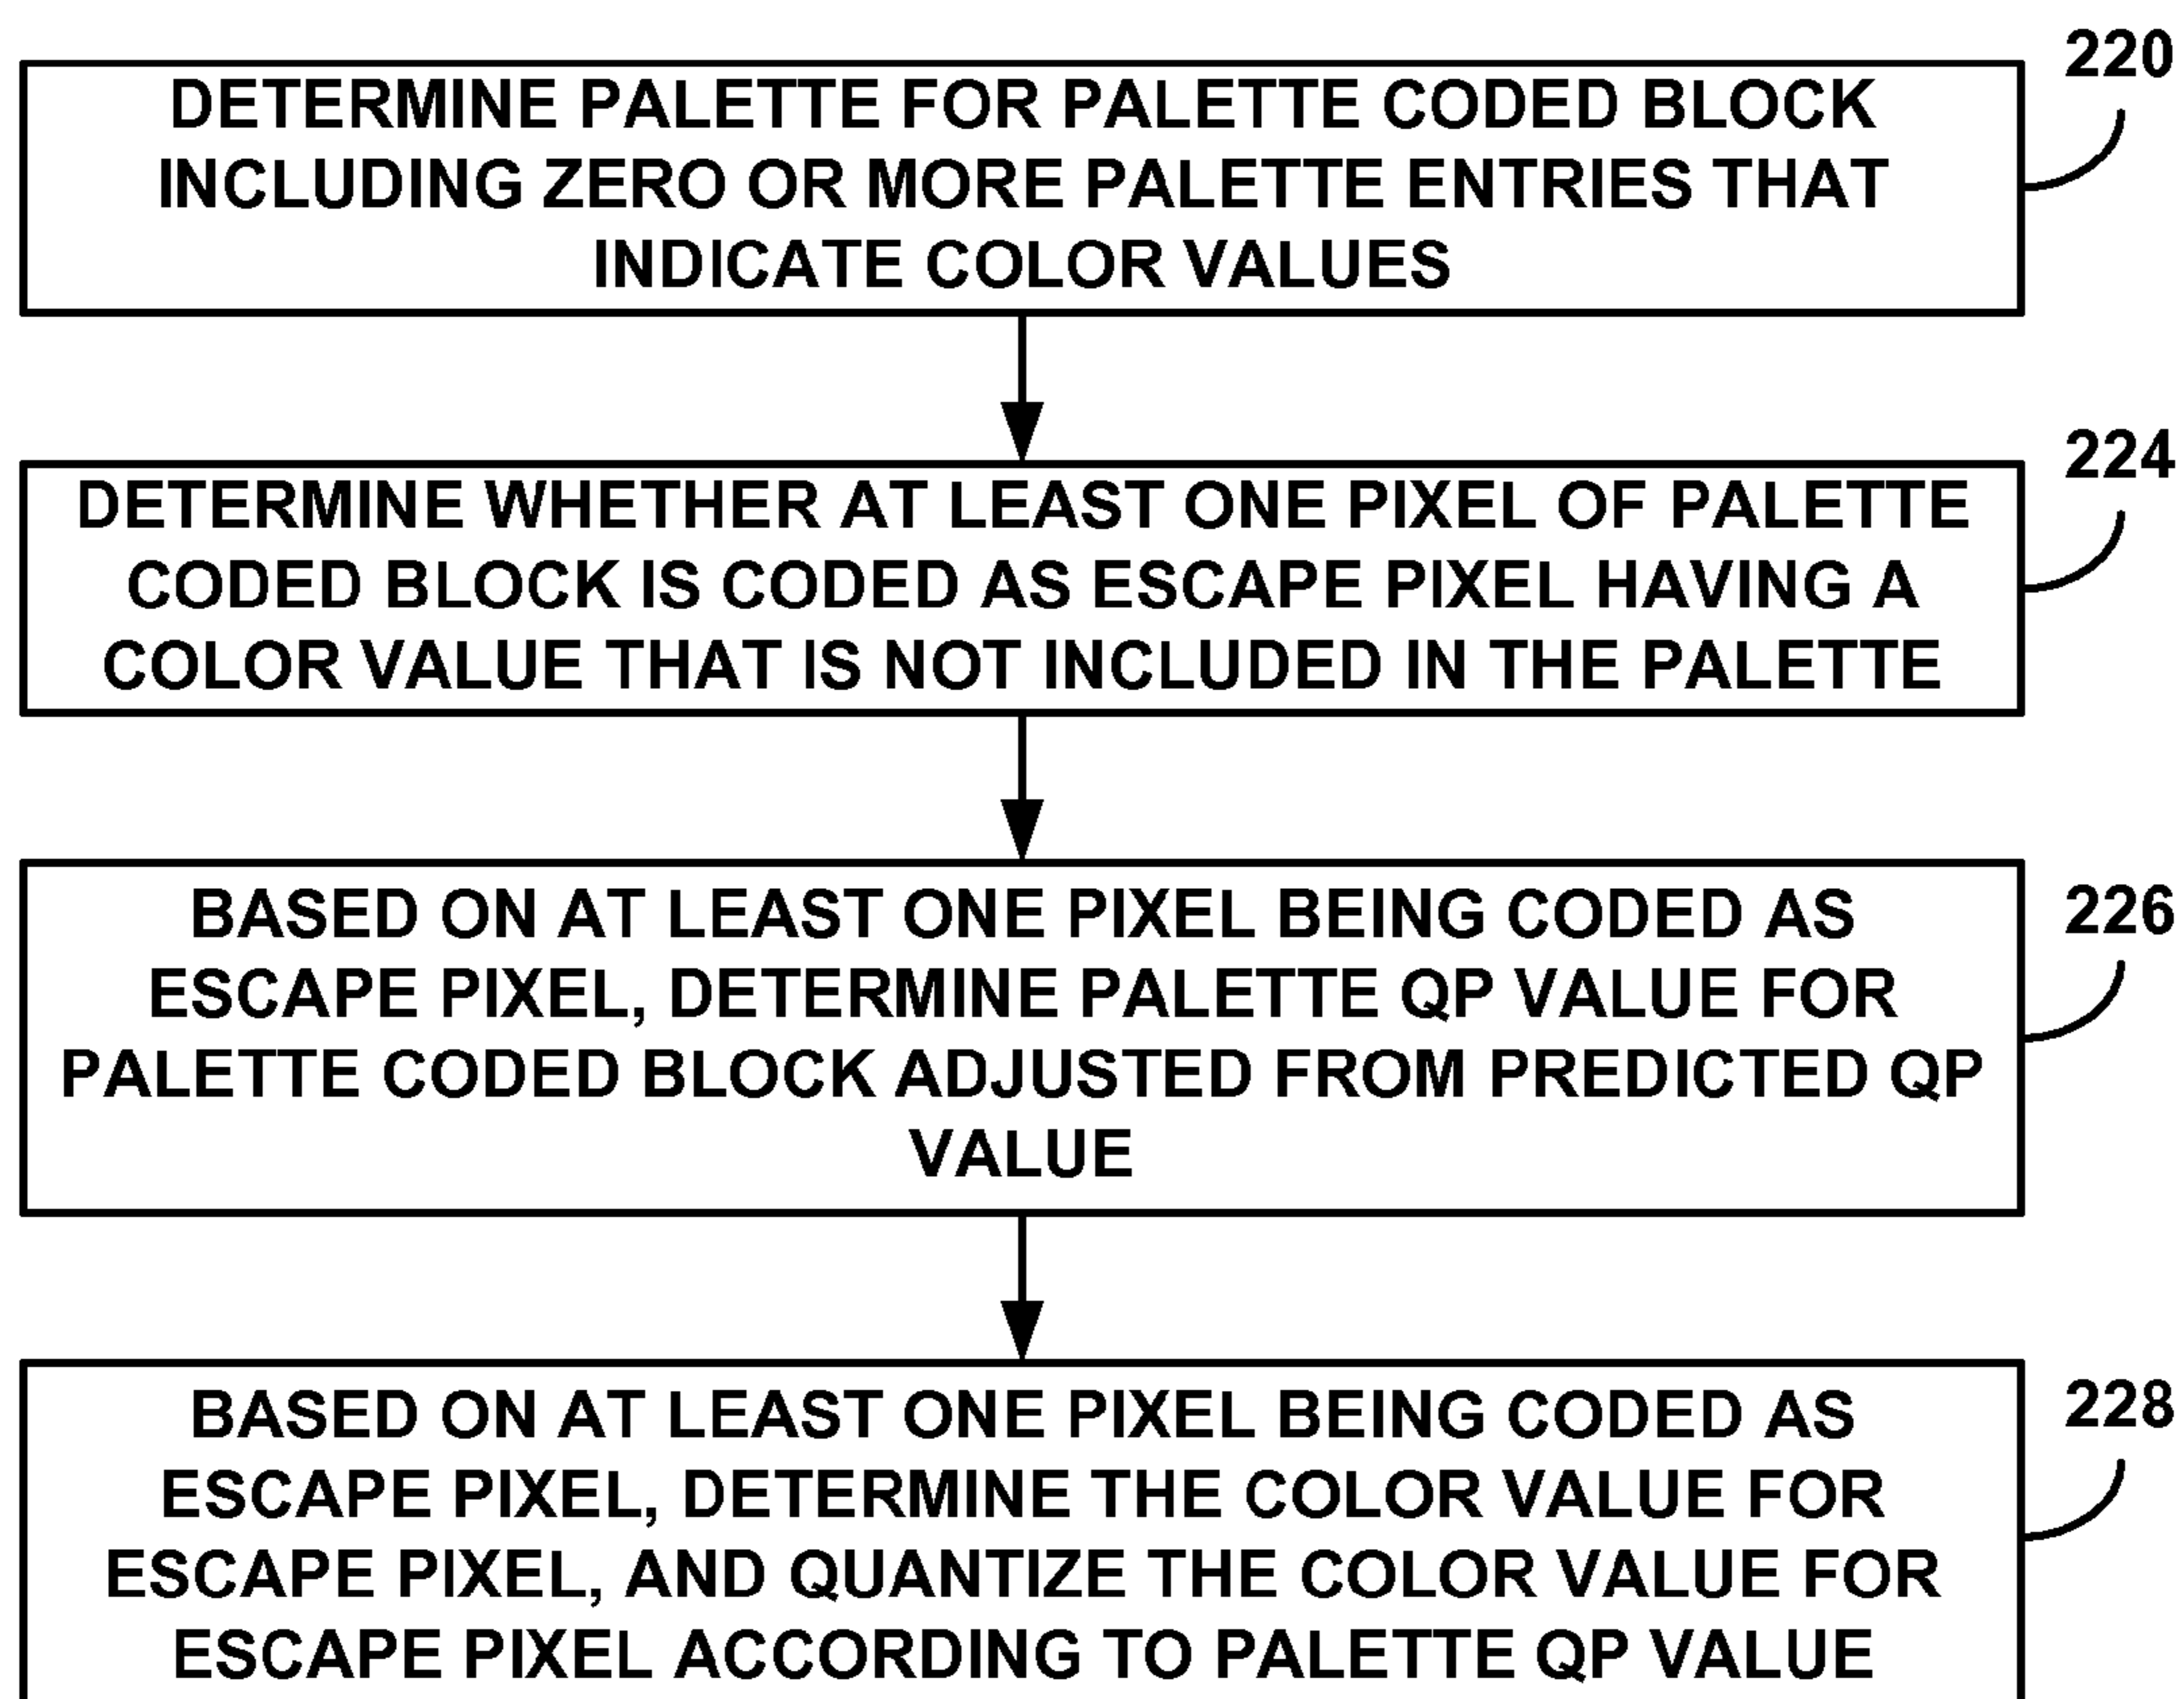 220
DETERMINE PALETTE FOR PALETTE CODED BLOCK
INCLUDING ZERO OR MORE PALETTE ENTRIES THAT
INDICATE COLOR VALUES
224
DETERMINE WHETHER AT LEAST ONE PIXEL OF PALETTE
CODED BLOCK IS CODED AS ESCAPE PIXEL HAVING A
COLOR VALUE THAT IS NOT INCLUDED IN THE PALETTE
226
BASED ON AT LEAST ONE PIXEL BEING CODED AS
ESCAPE PIXEL, DETERMINE PALETTE QP VALUE FOR
PALETTE CODED BLOCK ADJUSTED FROM PREDICTED QP
VALUE
228
BASED ON AT LEAST ONE PIXEL BEING CODED AS
ESCAPE PIXEL, DETERMINE THE COLOR VALUE FOR
ESCAPE PIXEL, AND QUANTIZE THE COLOR VALUE FOR
ESCAPE PIXEL ACCORDING TO PALETTE QP VALUE